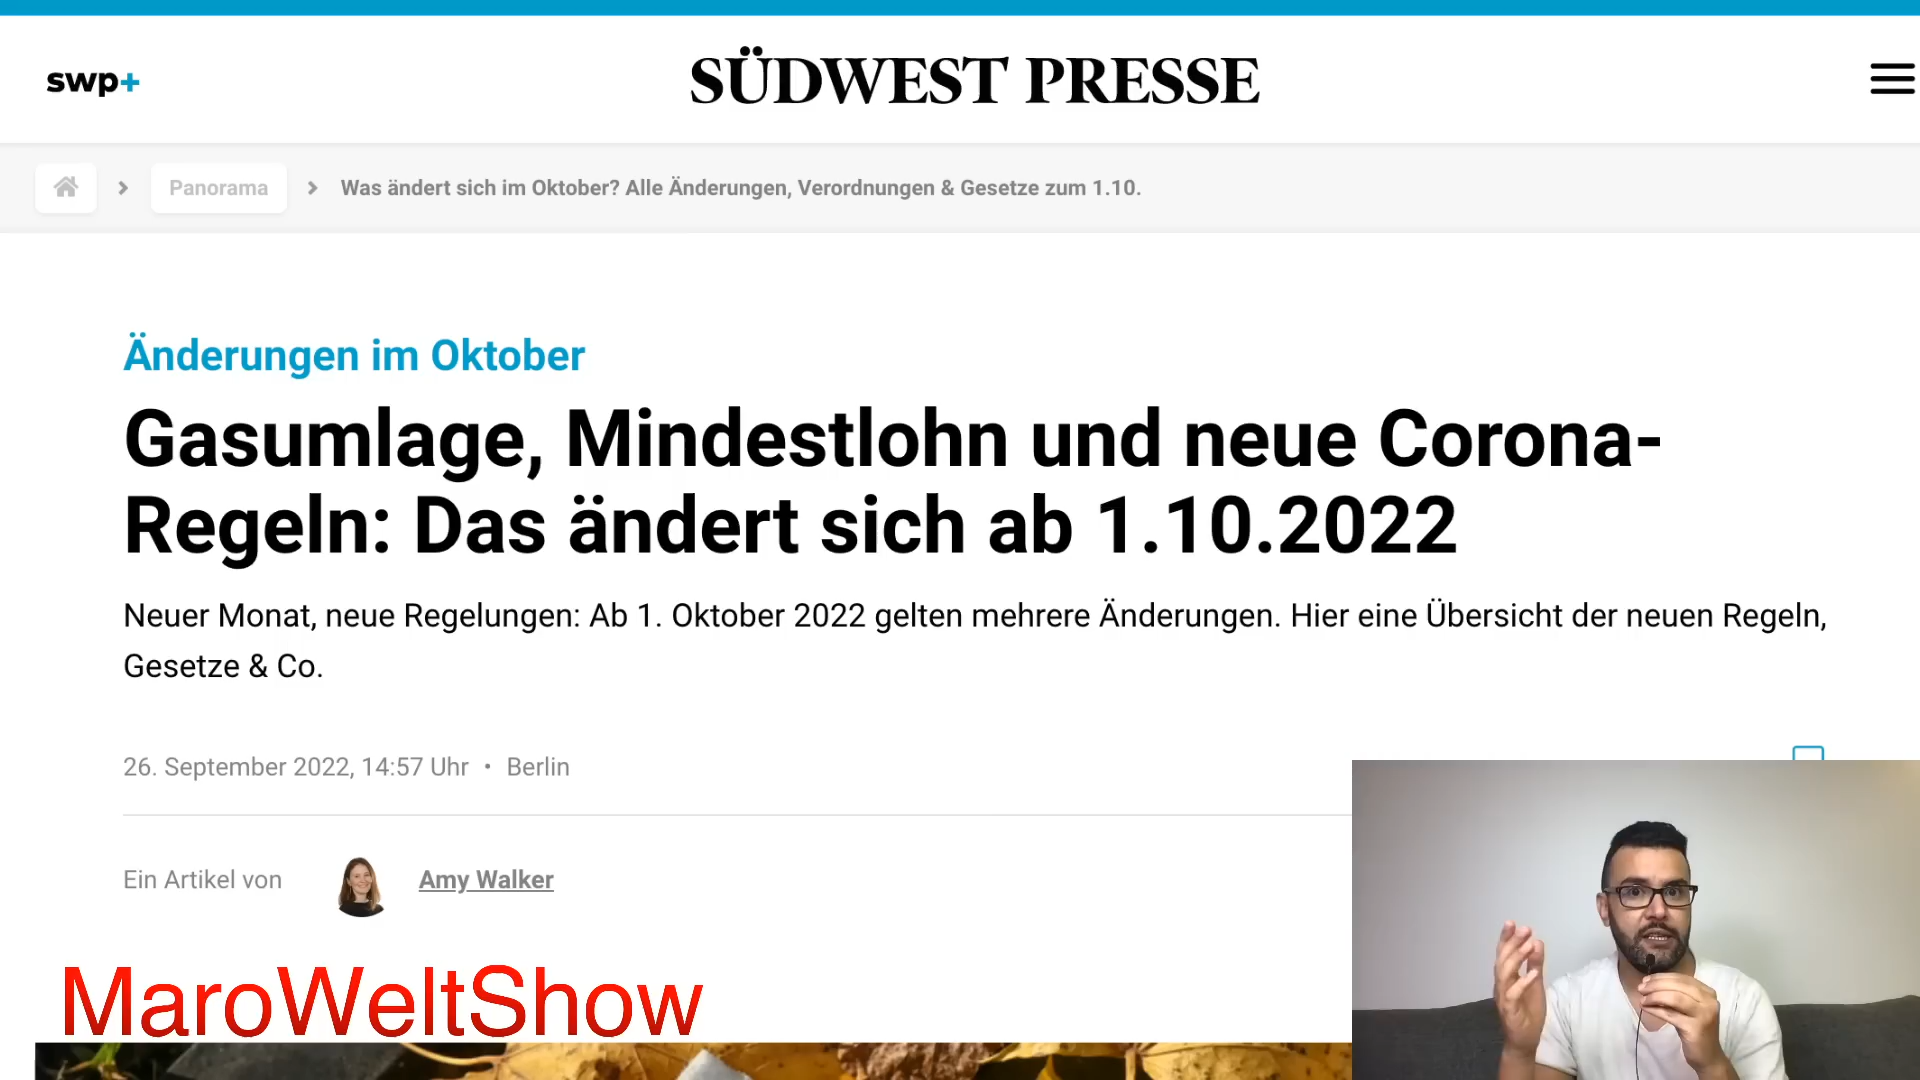 swp+
SÜDWEST PRESSE
Panorama
Was ändert sich im Oktober? Alle Änderungen, Verordnungen & Gesetze zum 1.10.
Änderungen im Oktober
Gasumlage, Mindestlohn und neue Corona-
Regeln: Das ändert sich ab 1.10.2022
Neuer Monat, neue Regelungen: Ab 1. Oktober 2022 gelten mehrere Änderungen. Hier eine Übersicht der neuen Regeln,
Gesetze & Co.
26. September 2022, 14:57 Uhr • Berlin
Ein Artikel von Amy Walker
MaroWeltShow